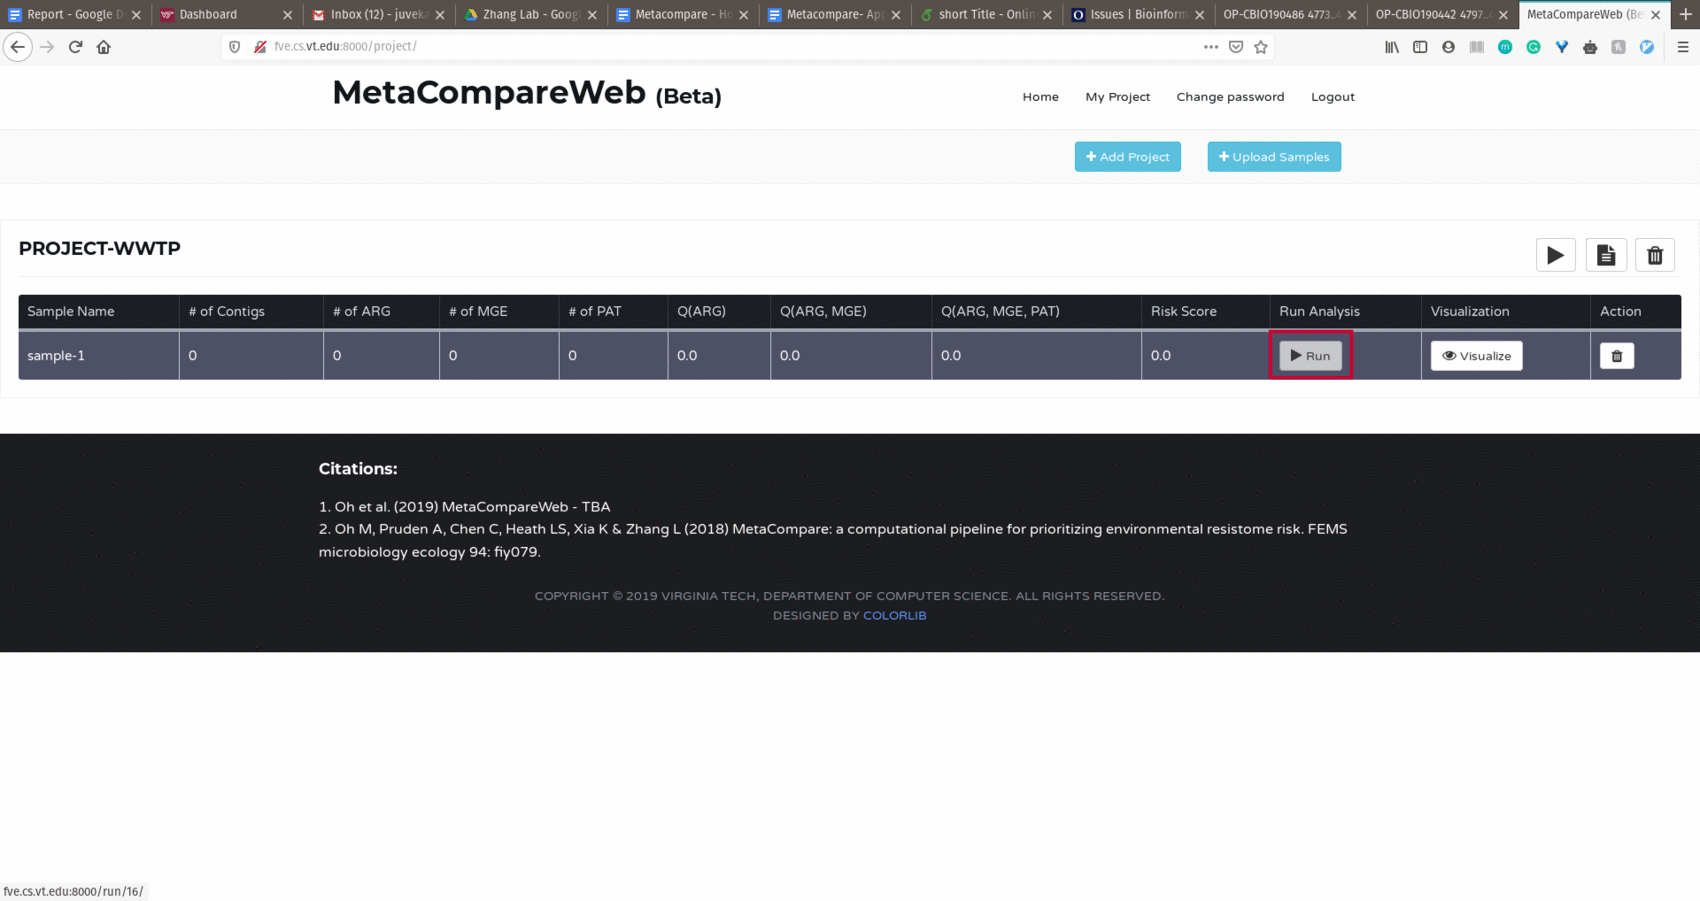 Report - Google D
Dashboard
Inbox (12) - juveka
Zhang Lab - Googl
Metacompare - Ho
Metacompare- App
short Title - Onlin
Issues | Bioinform
OP-CBIO190486 4773..
OP-CBIO190442 4797..
MetaCompareWeb (Be
fve.cs.vt.edu:8000/project/
MetaCompareWeb (Beta)
Home My Project Change password Logout
Add Project Upload Samples
PROJECT-WWTP
Sample Name # of Contigs # of ARG # of MGE # of PAT Q(ARG) Q(ARG, MGE) Q(ARG, MGE, PAT) Risk Score Run Analysis Visualization Action
sample-1 0 0 0 0 0.0 0.0 0.0 0.0 Run Visualize
Citations:
1. Oh et al. (2019) MetaCompareWeb - TBA
2. Oh M, Pruden A, Chen C, Heath LS, Xia K & Zhang L (2018) MetaCompare: a computational pipeline for prioritizing environmental resistome risk. FEMS
microbiology ecology 94: fiy079.
COPYRIGHT © 2019 VIRGINIA TECH, DEPARTMENT OF COMPUTER SCIENCE. ALL RIGHTS RESERVED.
DESIGNED BY COLORLIB
fve.cs.vt.edu:8000/run/16/